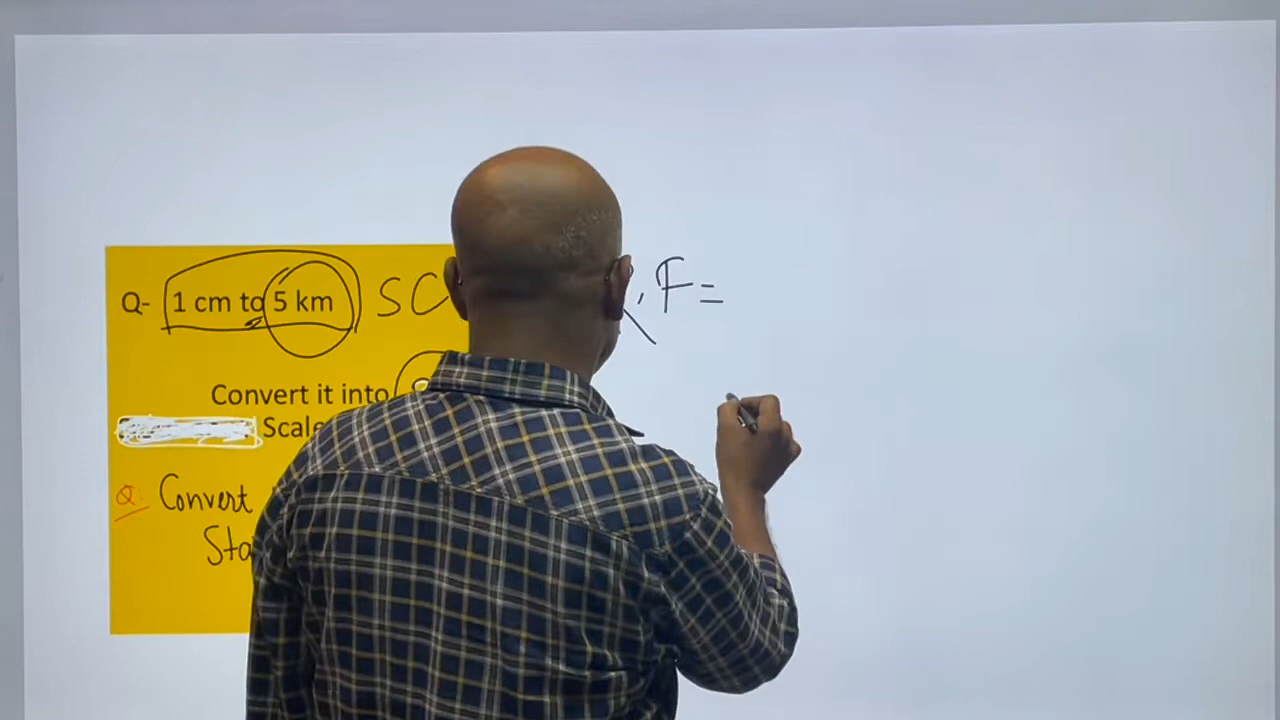 Q- 1 cm to 5 km SC , F =
Convert it into
Scale
Q: Convert
Sta